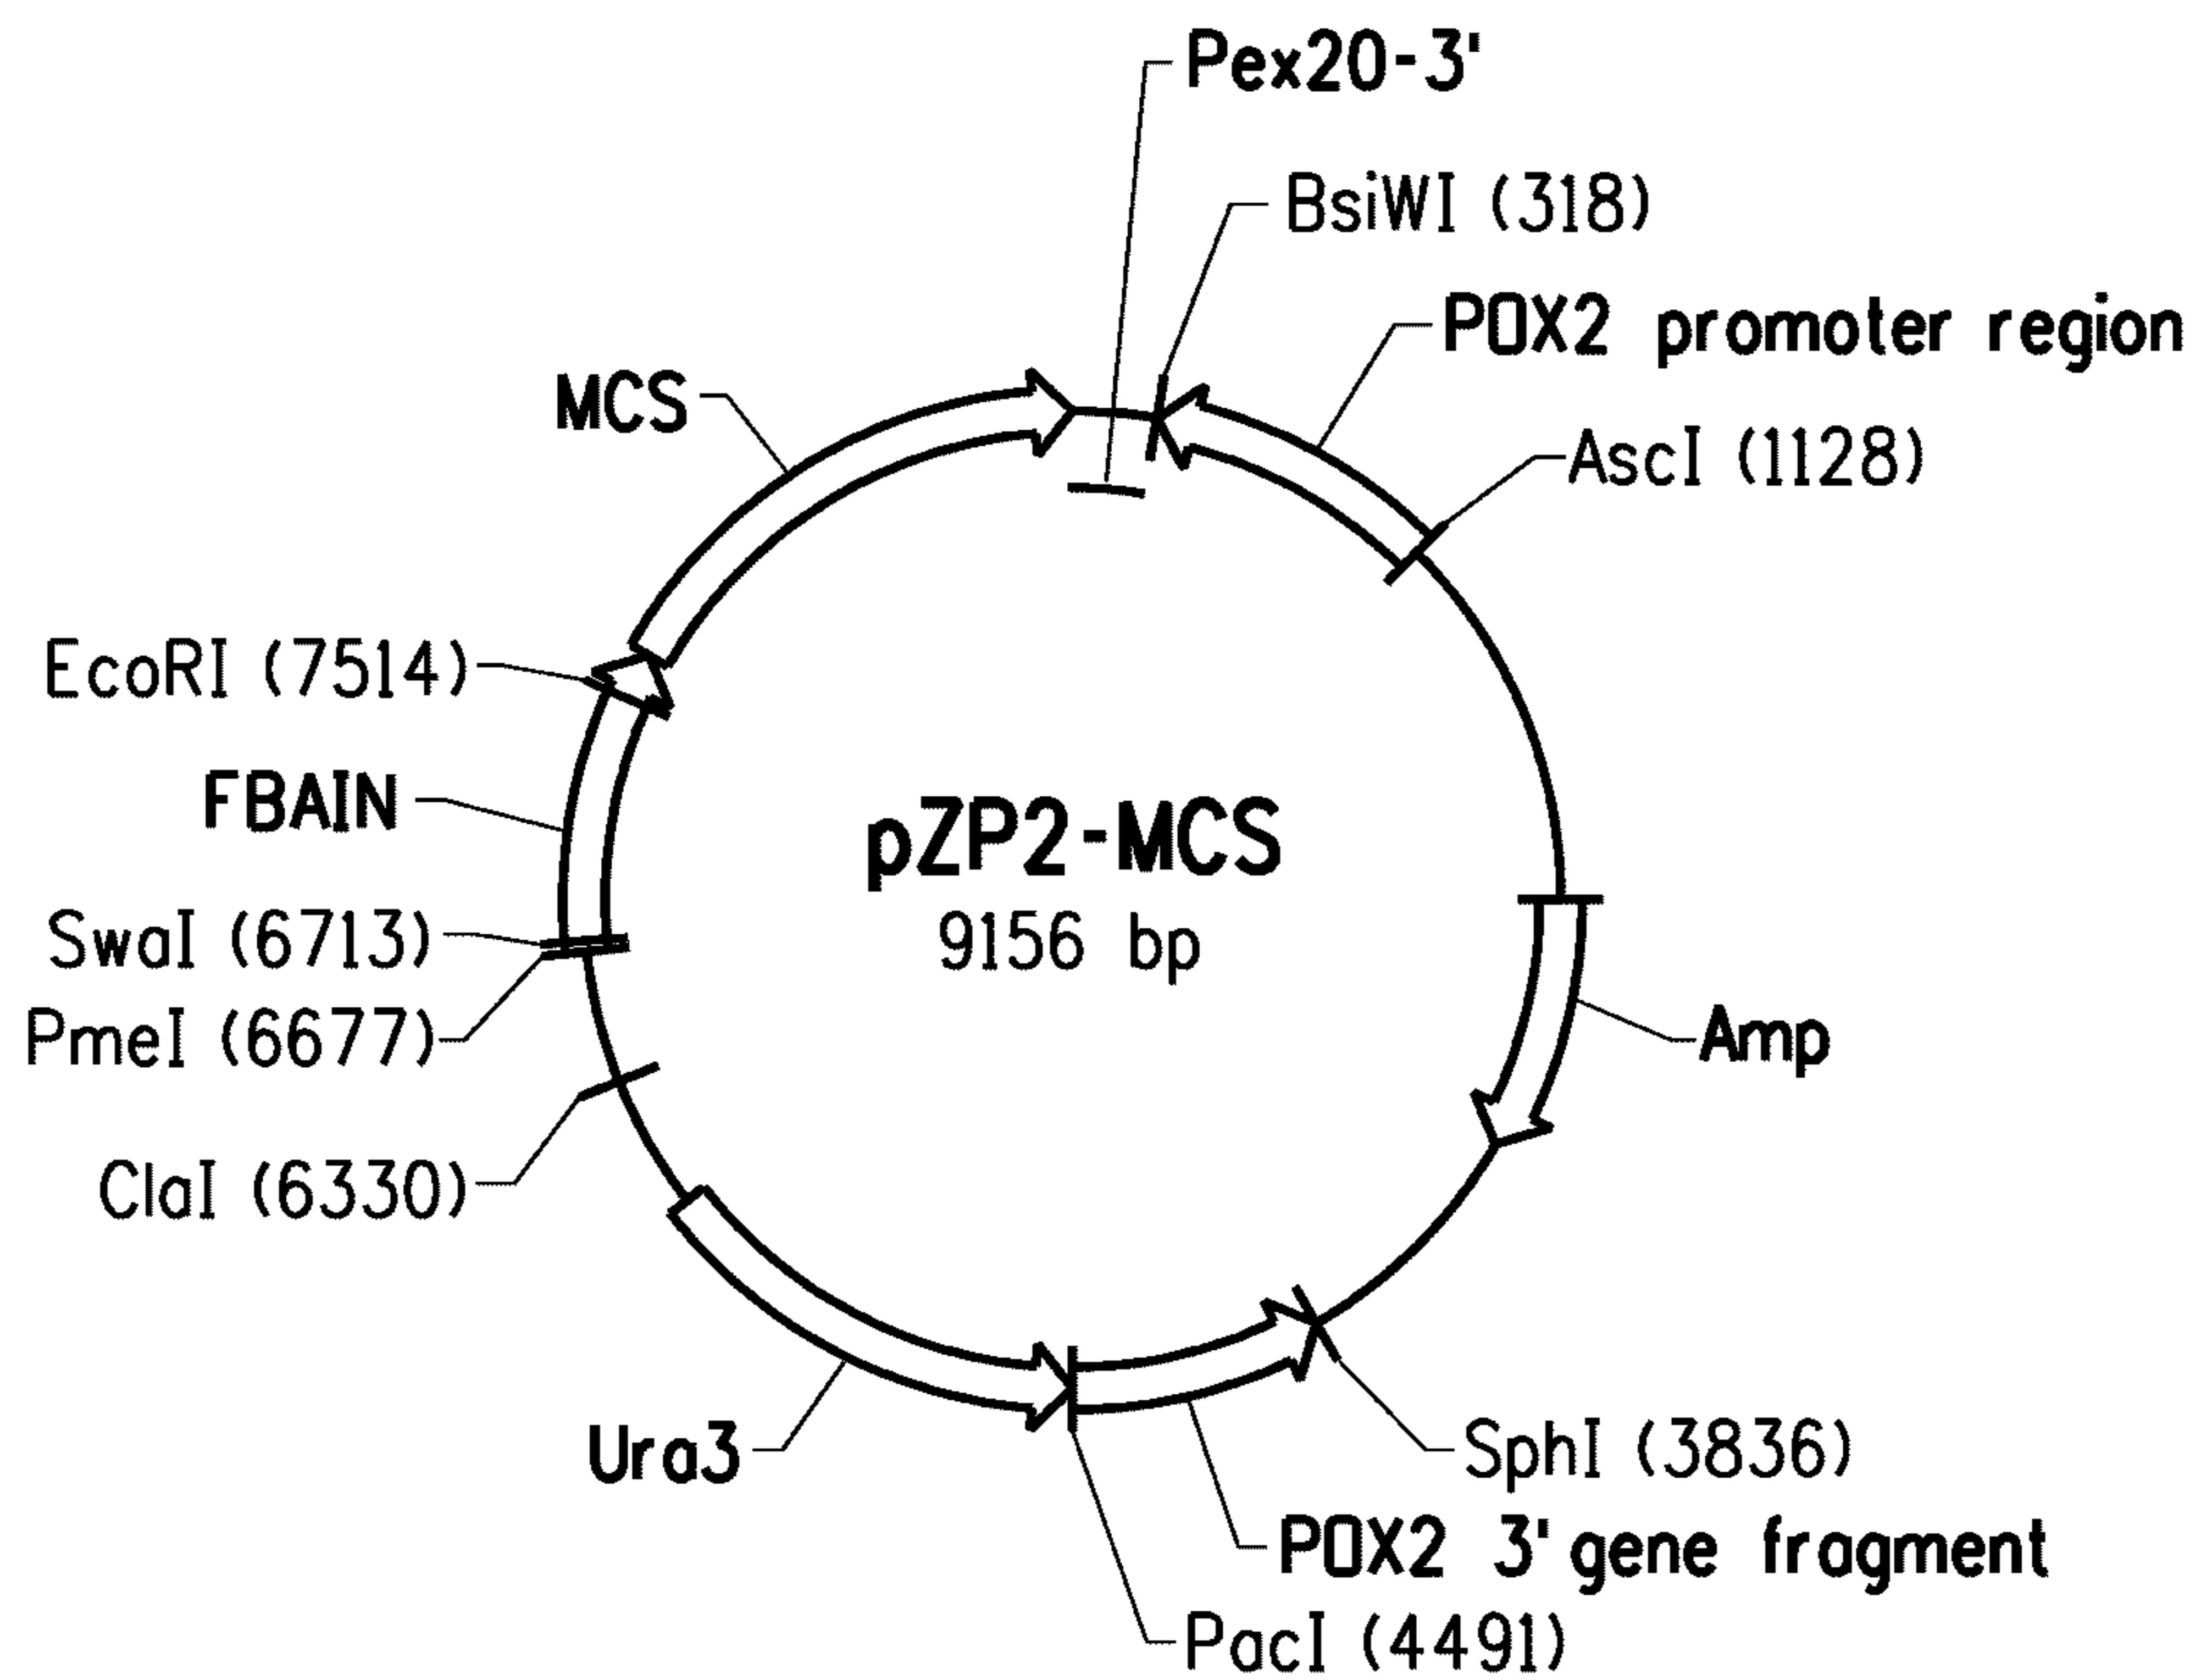 Pex20-3'
BsiWI (318)
POX2 promoter region
MCS
AscI (1128)
EcoRI (7514)
FBAIN
pZP2-MCS
9156 bp
SwaI (6713)
PmeI (6677)
Amp
ClaI (6330)
Ura3
SphI (3836)
POX2 3' gene fragment
PacI (4491)